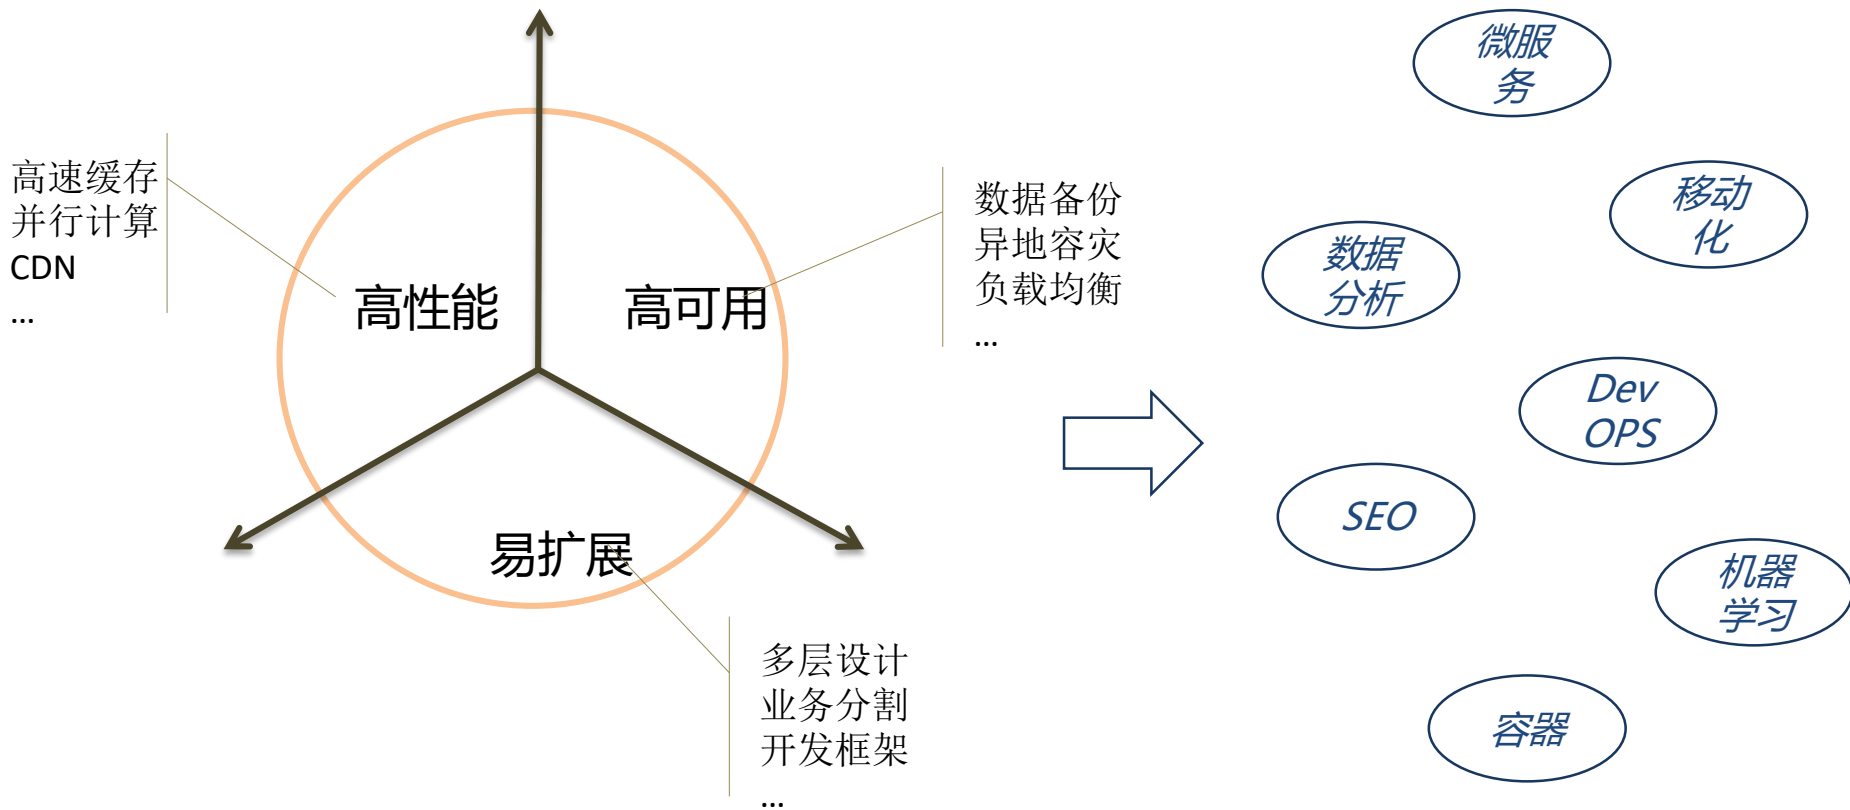 高速缓存
并行计算
CDN
...
高性能
高可用
数据备份
异地容灾
负载均衡
...
易扩展
多层设计
业务分割
开发框架
...
微服
务
移动
化
数据
分析
Dev
OPS
SEO
机器
学习
容器